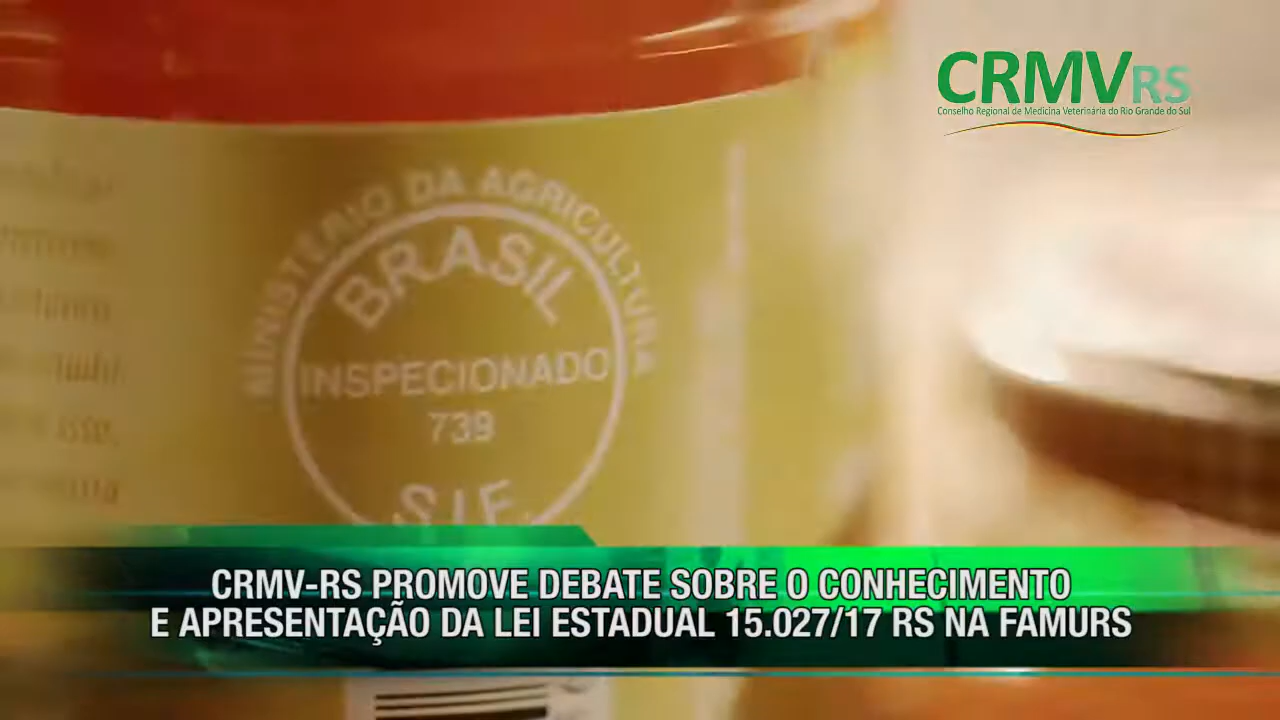 CRMVRS
Conselho Regional de Medicina Veterinária do Rio Grande do Sul
MINISTÉRIO DA AGRICULTURA
BRASIL
INSPECIONADO
739
S.I.F.
CRMV-RS PROMOVE DEBATE SOBRE O CONHECIMENTO
E APRESENTAÇÃO DA LEI ESTADUAL 15.027/17 RS NA FAMURS